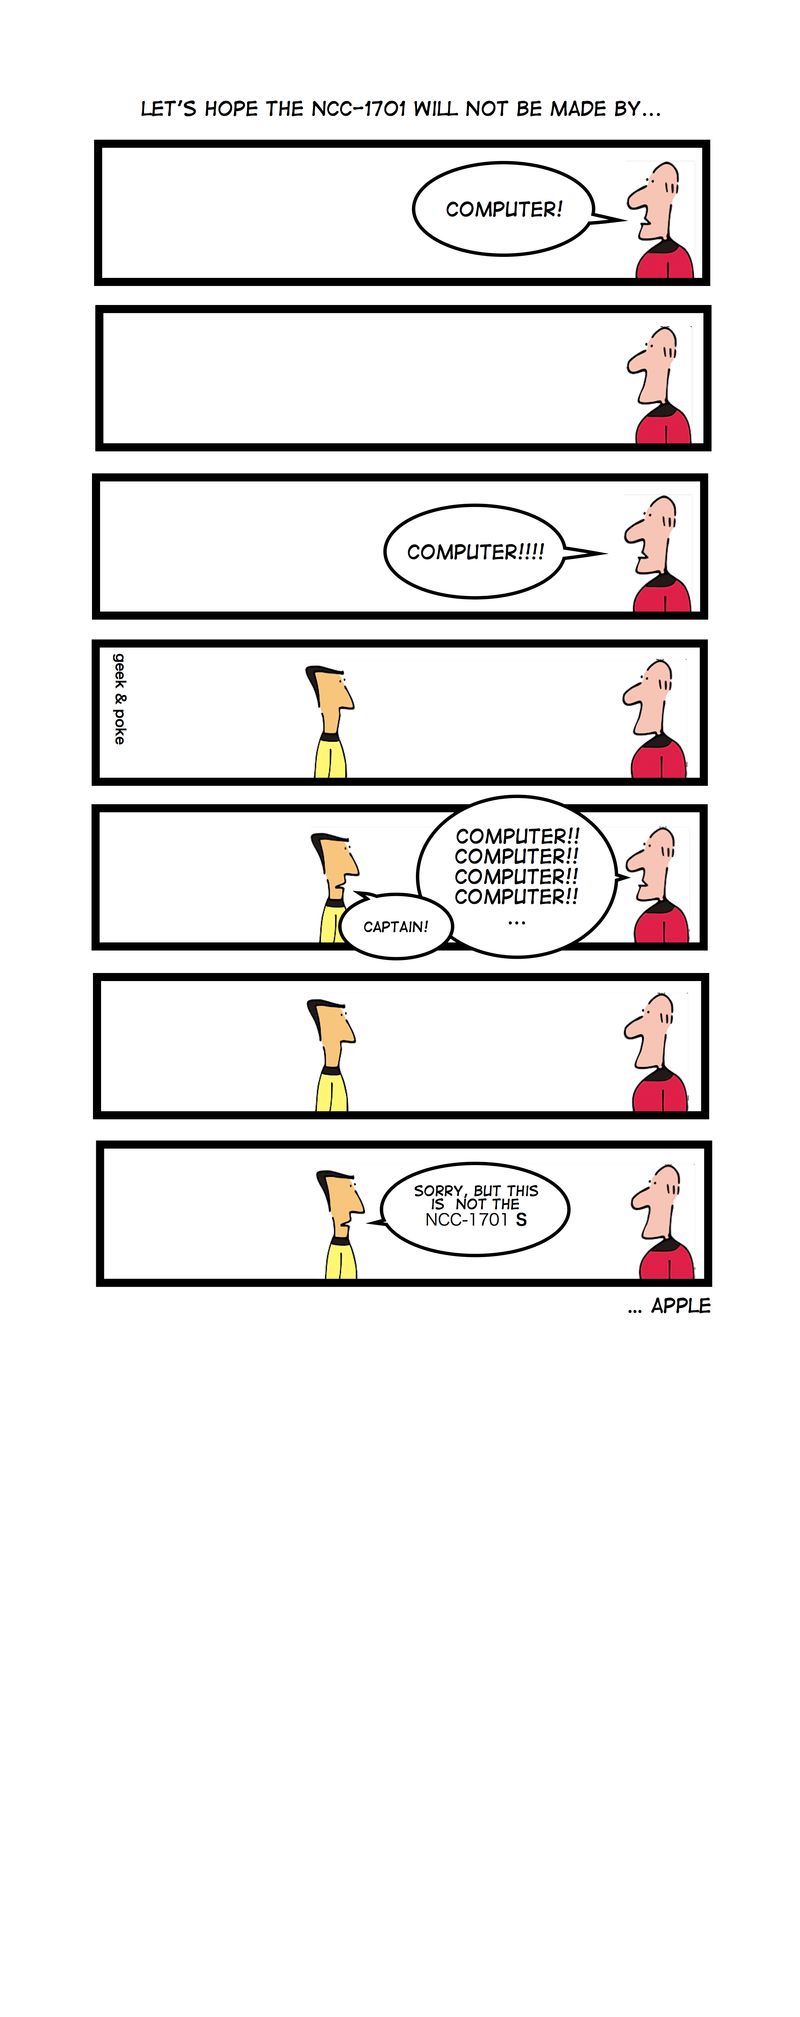 LET'S HOPE THE NCC-1701 WILL NOT BE MADE BY...
COMPUTER!
COMPUTER!!!!
geek & poke
COMPUTER!!
COMPUTER!!
COMPUTER!!
COMPUTER!!
...
CAPTAIN!
SORRY, BUT THIS
IS NOT THE
NCC-1701 S
... APPLE